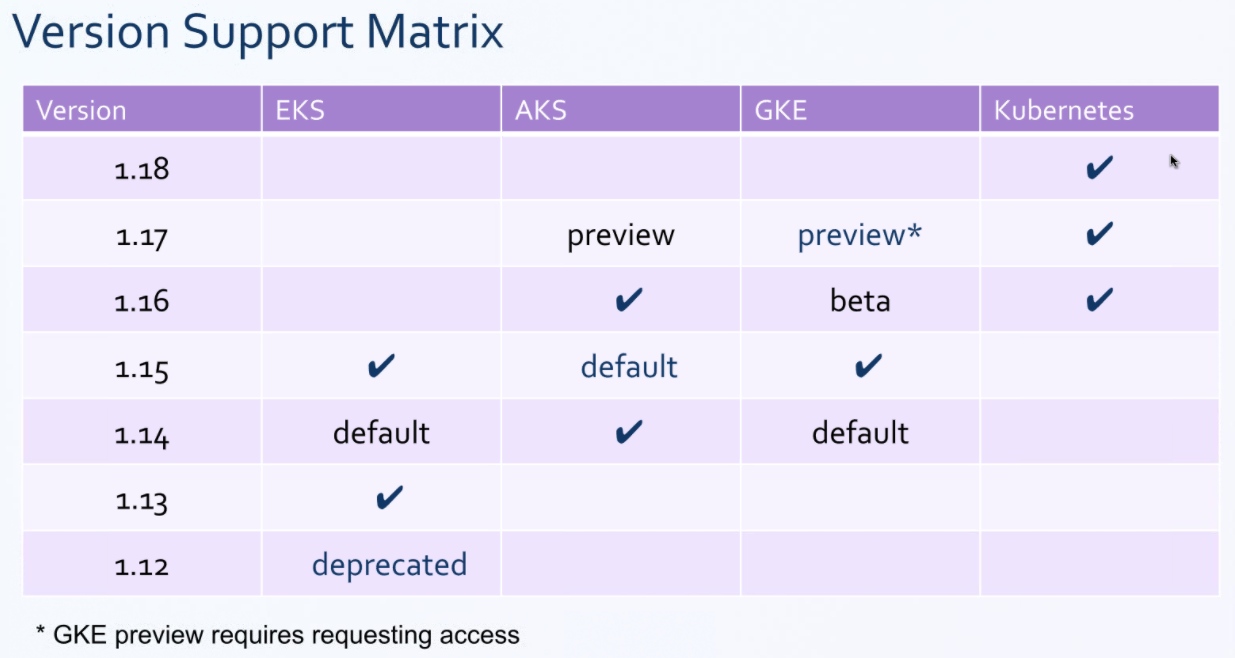 Version Support Matrix
Version EKS AKS GKE Kubernetes
1.18 ✔
1.17 preview preview* ✔
1.16 ✔ beta ✔
1.15 ✔ default ✔
1.14 default ✔ default
1.13 ✔
1.12 deprecated
* GKE preview requires requesting access